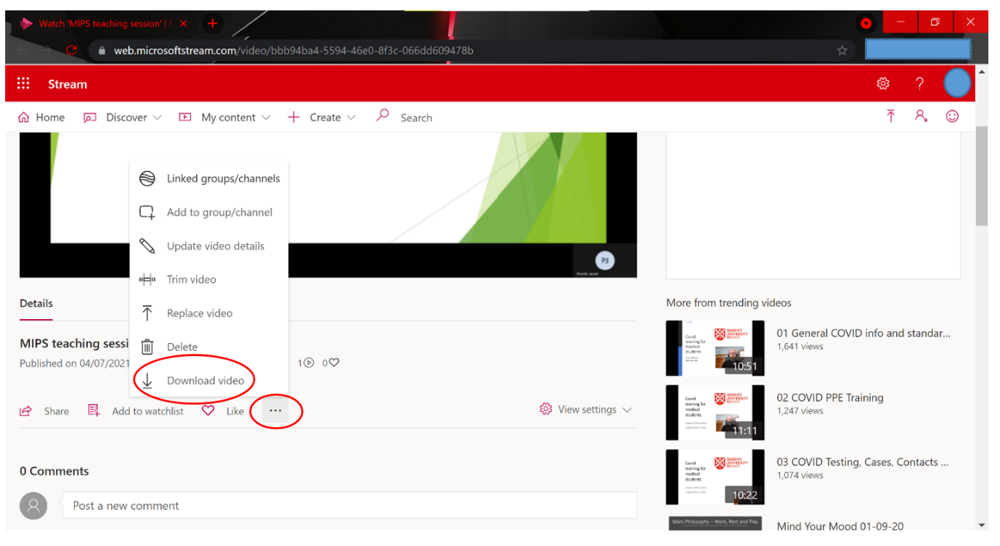 Watch 'MIPS teaching session' |
web.microsoftstream.com/video/bbb94ba4-5594-46e0-8f3c-066dd609478b
Stream
?
Home Discover My content Create Search
Linked groups/channels
Add to group/channel
Update video details
Trim video
Replace video
Delete
Download video
PJ
Details
MIPS teaching sessi
Published on 04/07/2021
1 0
Share Add to watchlist Like ... View settings
0 Comments
Post a new comment
More from trending videos
Covid
training for
medical
students
QUEEN'S
UNIVERSITY
BELFAST
10:51
01 General COVID info and standar...
1,641 views
Covid
training for
medical
students
September 2020
QUEEN'S
UNIVERSITY
BELFAST
11:11
02 COVID PPE Training
1,247 views
Covid
training for
medical
students
QUEEN'S
UNIVERSITY
BELFAST
10:22
03 COVID Testing, Cases, Contacts ...
1,074 views
Mars Philosophy – Work, Rest and Play
Mind Your Mood 01-09-20